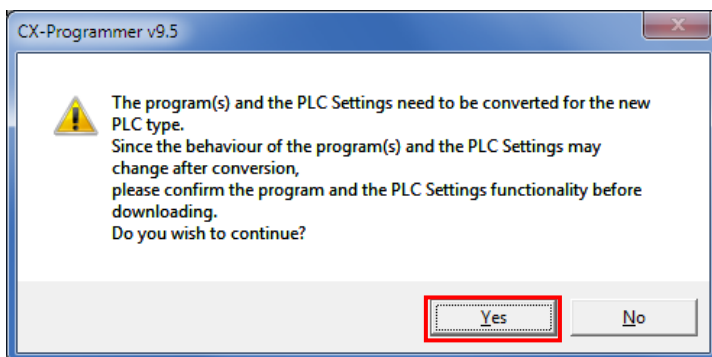 CX-Programmer v9.5
The program(s) and the PLC Settings need to be converted for the new
PLC type.
Since the behaviour of the program(s) and the PLC Settings may
change after conversion,
please confirm the program and the PLC Settings functionality before
downloading.
Do you wish to continue?
Yes
No